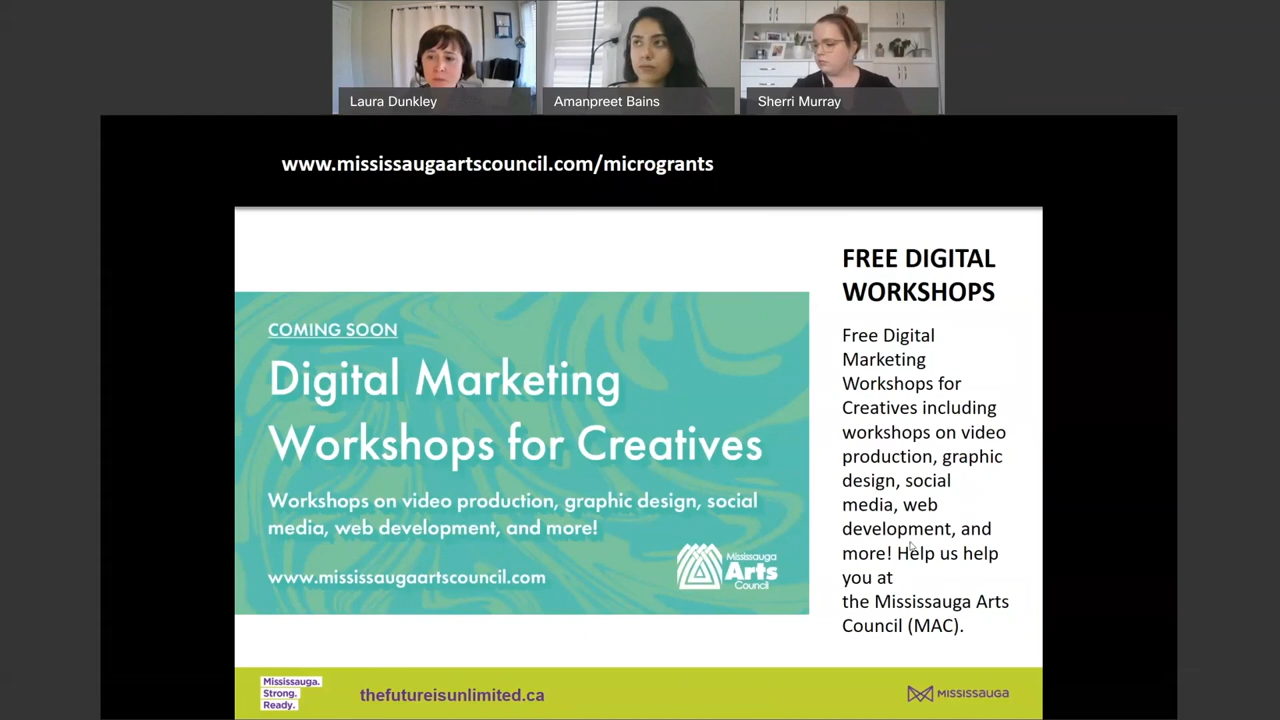 Laura Dunkley
Amanpreet Bains
Sherri Murray
www.mississaugaartscouncil.com/microgrants
COMING SOON
Digital Marketing
Workshops for Creatives
Workshops on video production, graphic design, social
media, web development, and more!
www.mississaugaartscouncil.com
Mississauga
Arts
Council
FREE DIGITAL
WORKSHOPS
Free Digital
Marketing
Workshops for
Creatives including
workshops on video
production, graphic
design, social
media, web
development, and
more! Help us help
you at
the Mississauga Arts
Council (MAC).
Mississauga.
Strong.
Ready.
thefutureisunlimited.ca
MISSISSAUGA